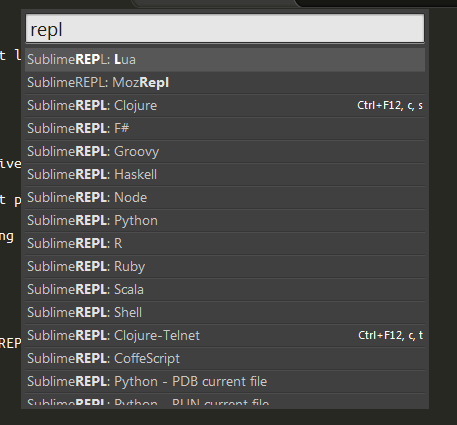 repl
t l
SublimeREPL: Lua
SublimeREPL: MozRepl
SublimeREPL: Clojure Ctrl+F12, c, s
SublimeREPL: F#
SublimeREPL: Groovy
ive
SublimeREPL: Haskell
t p
SublimeREPL: Node
SublimeREPL: Python
ng
SublimeREPL: R
SublimeREPL: Ruby
SublimeREPL: Scala
SublimeREPL: Shell
REP
SublimeREPL: Clojure-Telnet Ctrl+F12, c, t
SublimeREPL: CoffeScript
SublimeREPL: Python - PDB current file
SublimeREPL: Python - RUN current file